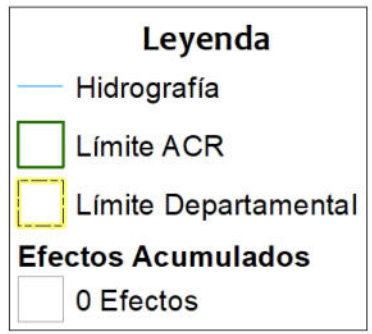 Leyenda
Hidrografía
Límite ACR
Límite Departamental
Efectos Acumulados
0 Efectos